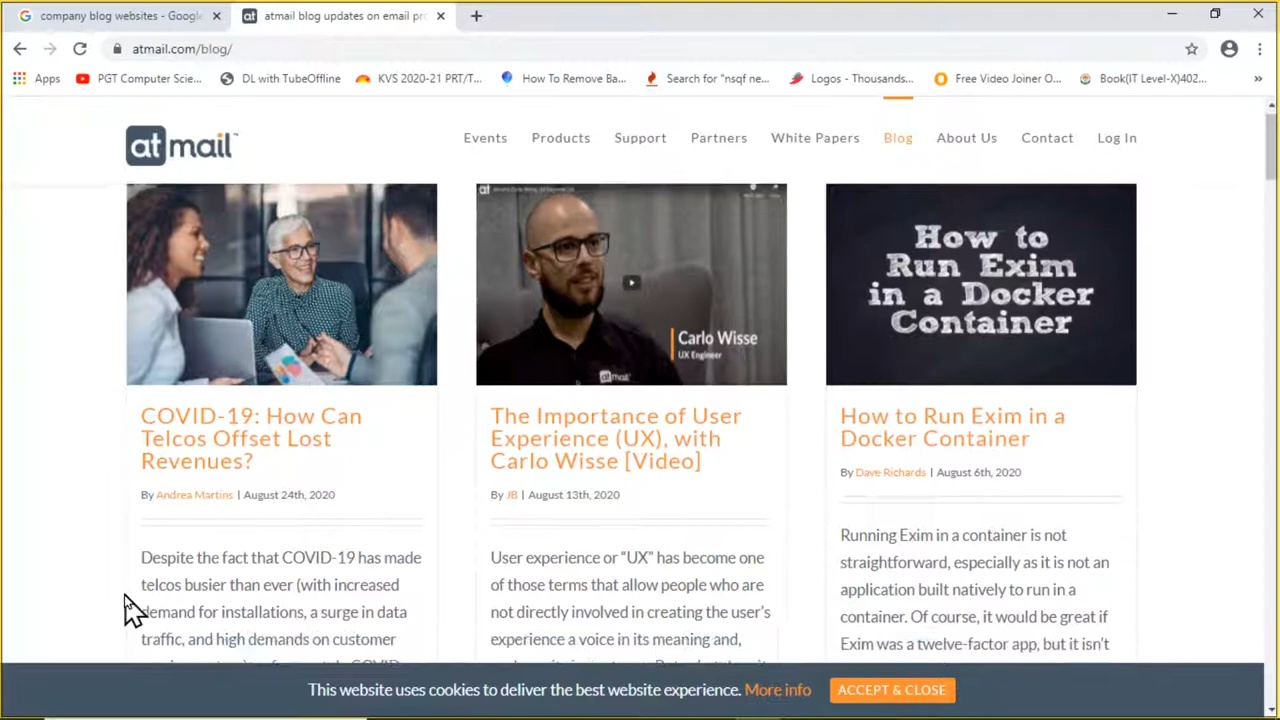 company blog websites - Google
atmail blog updates on email pro
atmail.com/blog/
Apps
PGT Computer Scie...
DL with TubeOffline
KVS 2020-21 PRT/T...
How To Remove Ba...
Search for "nsqf ne...
Logos - Thousands...
Free Video Joiner O...
Book(IT Level-X)402...
at mail™
Events
Products
Support
Partners
White Papers
Blog
About Us
Contact
Log In
Carlo Wisse
UX Engineer
atmail
How to
Run Exim
in a Docker
Container
COVID-19: How Can
Telcos Offset Lost
Revenues?
By Andrea Martins | August 24th, 2020
Despite the fact that COVID-19 has made
telcos busier than ever (with increased
demand for installations, a surge in data
traffic, and high demands on customer
The Importance of User
Experience (UX), with
Carlo Wisse [Video]
By JB | August 13th, 2020
User experience or “UX” has become one
of those terms that allow people who are
not directly involved in creating the user’s
experience a voice in its meaning and,
How to Run Exim in a
Docker Container
By Dave Richards | August 6th, 2020
Running Exim in a container is not
straightforward, especially as it is not an
application built natively to run in a
container. Of course, it would be great if
Exim was a twelve-factor app, but it isn’t
This website uses cookies to deliver the best website experience. More info
ACCEPT & CLOSE